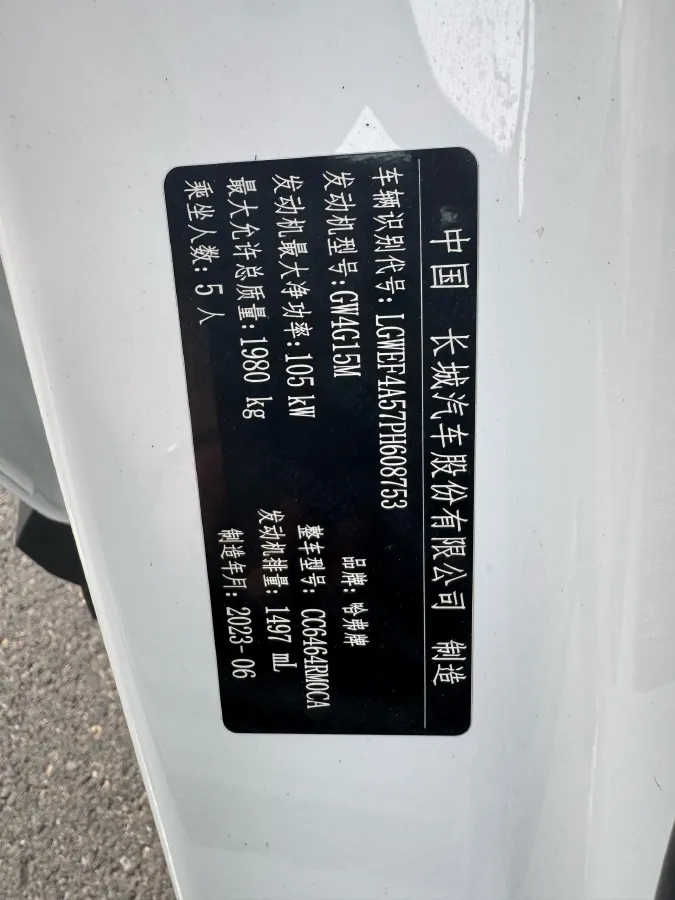 中国 长城汽车股份有限公司 制造
车辆识别代号:LGWEF4A57PH608753
品牌:哈弗牌
发动机型号:GW4G15M
整车型号:CC6464RM0CA
发动机最大净功率:105 kW
发动机排量:1497 mL
最大允许总质量:1980 kg
制造年月:2023-06
乘坐人数:5 人